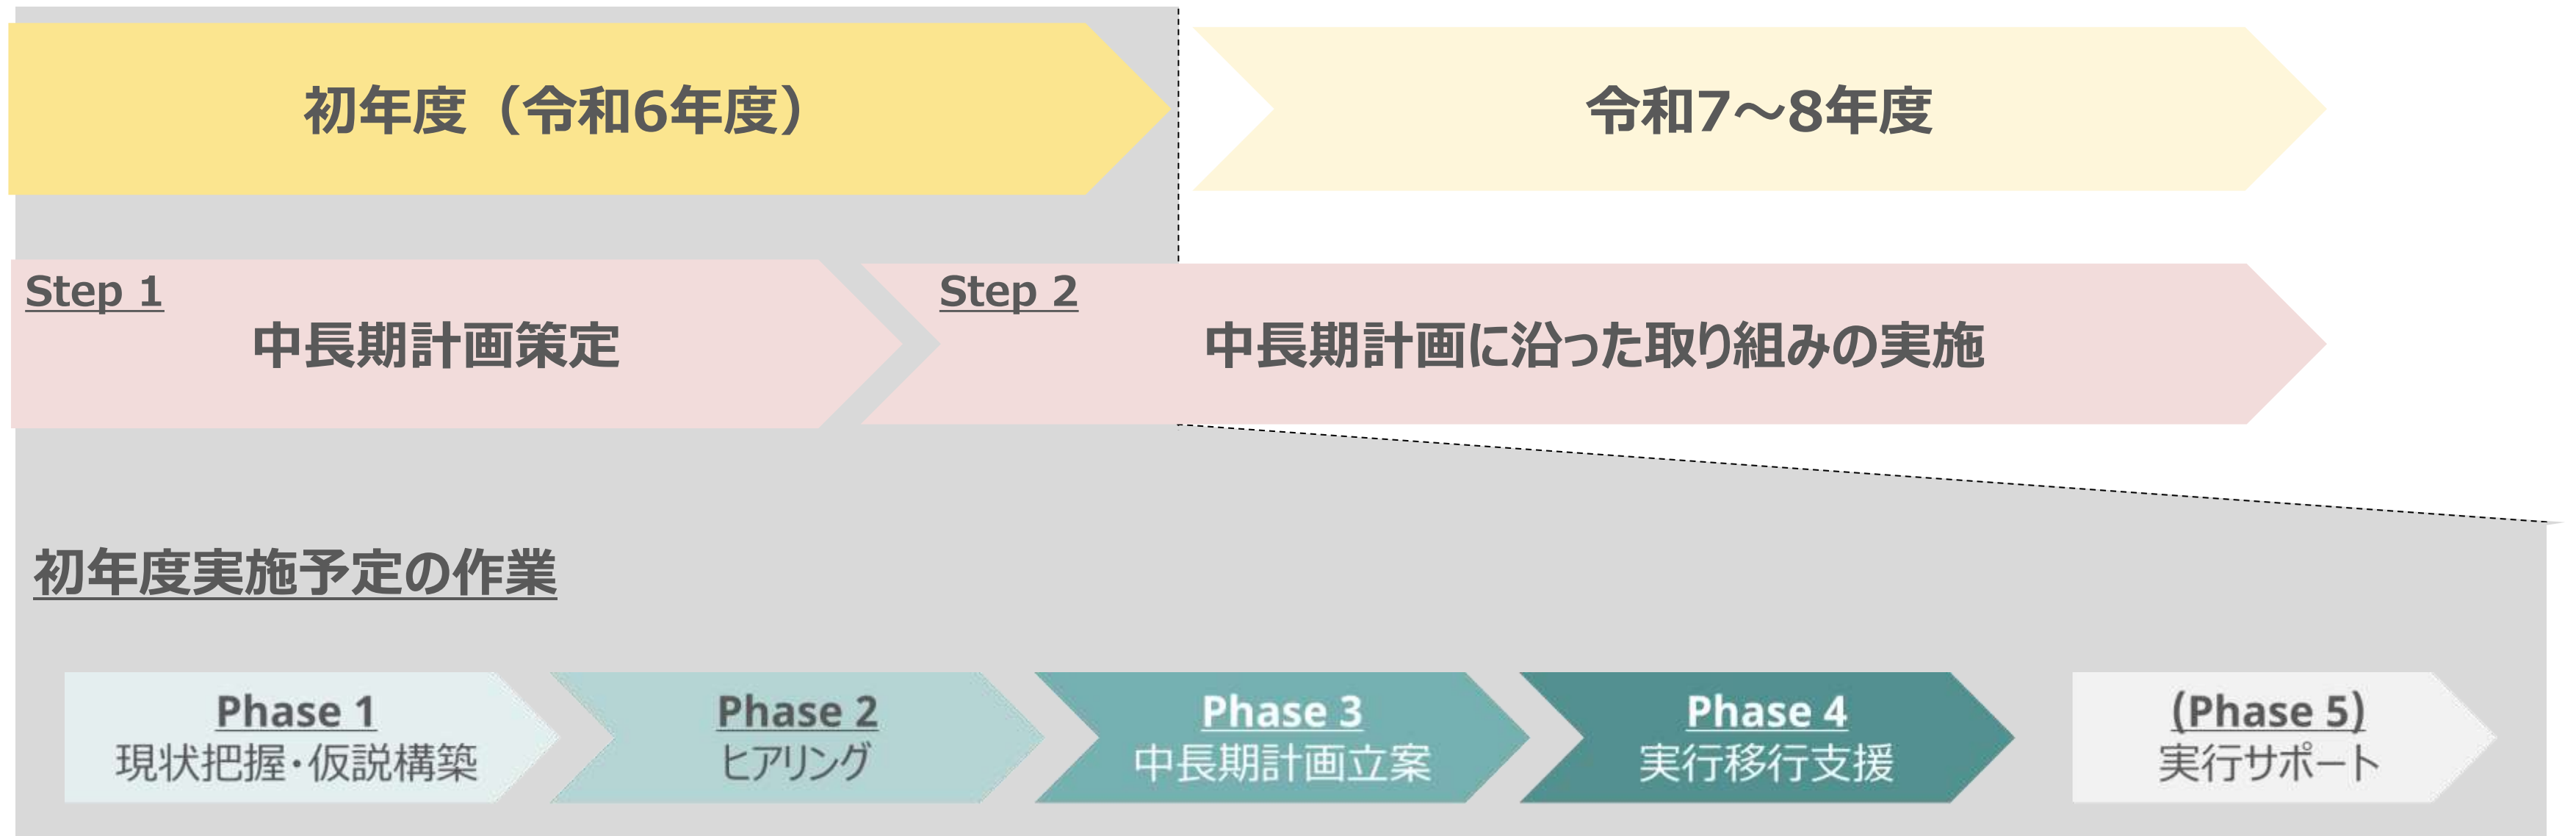 初年度（令和6年度）
令和7～8年度
Step 1
中長期計画策定
Step 2
中長期計画に沿った取り組みの実施
初年度実施予定の作業
Phase 1
現状把握・仮説構築
Phase 2
ヒアリング
Phase 3
中長期計画立案
Phase 4
実行移行支援
(Phase 5)
実行サポート